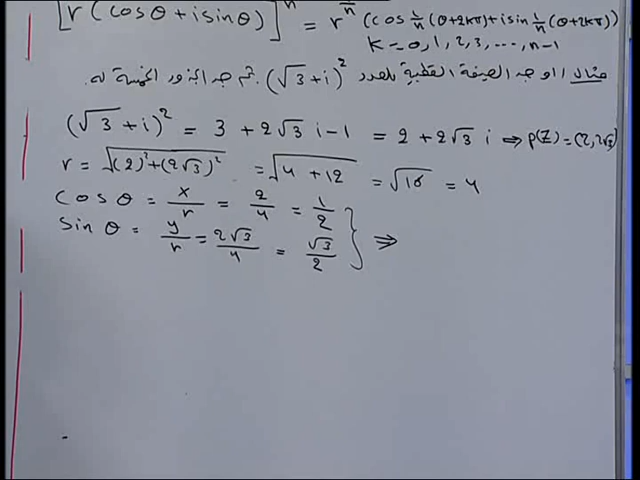 [r(cosθ+isinθ)]^(1/n) = r^(1/n) (cos 1/n (θ+2kπ)+isin 1/n (θ+2kπ))
k=0,1,2,3,...,n-1
مثال ا اوجد الصيغة القطبية للعدد (√3+i)² ثم جد الجذور الخمسة له.
(√3+i)² = 3+2√3 i-1 = 2+2√3 i ⇒ p(Z)=(2,2√3)
r = √((2)²+(2√3)²) = √(4+12) = √16 = 4
Cos θ = x/r = 2/4 = 1/2
Sin θ = y/r = 2√3/4 = √3/2 } ⇒